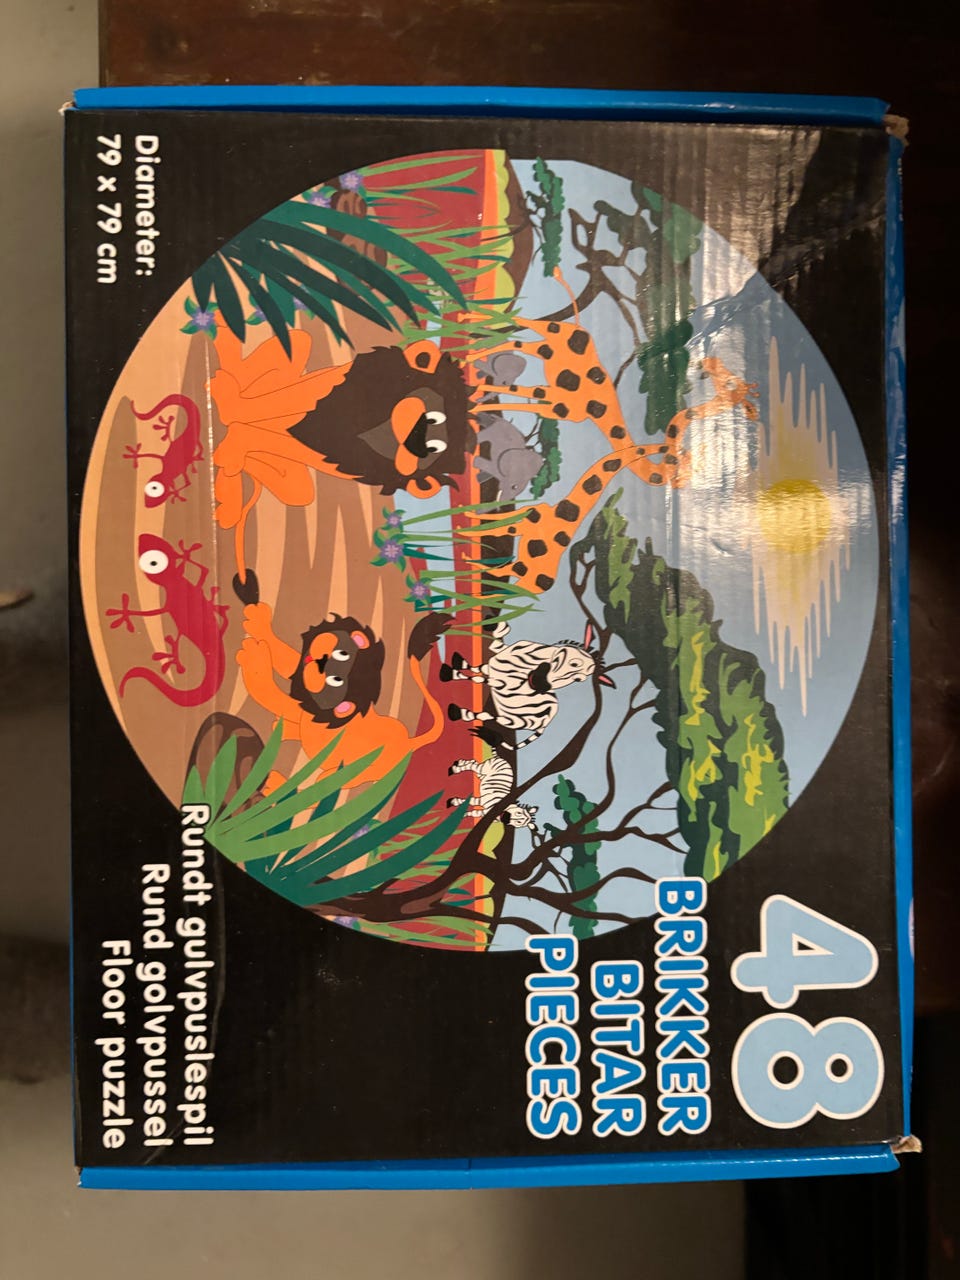 48
BRIKKER
BITAR
PIECES
Diameter:
79 x 79 cm
Rundt gulvpuslespil
Rund golvpussel
Floor puzzle